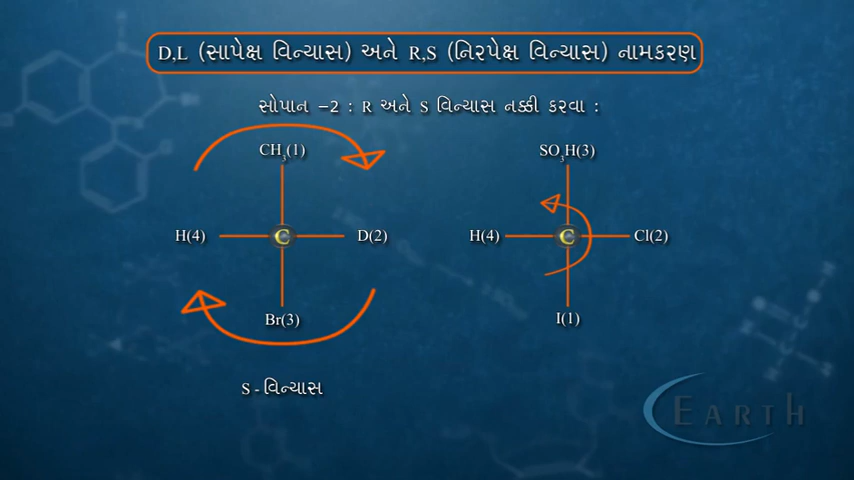 D,L (સાપેક્ષ વિન્યાસ) અને R,S (નિરપેક્ષ વિન્યાસ) નામકરણ
સોપાન –2 : R અને S વિન્યાસ નક્કી કરવા :
CH₃(1)
H(4) C D(2)
Br(3)
S - વિન્યાસ
SO₃H(3)
H(4) C Cl(2)
I(1)
EARTH